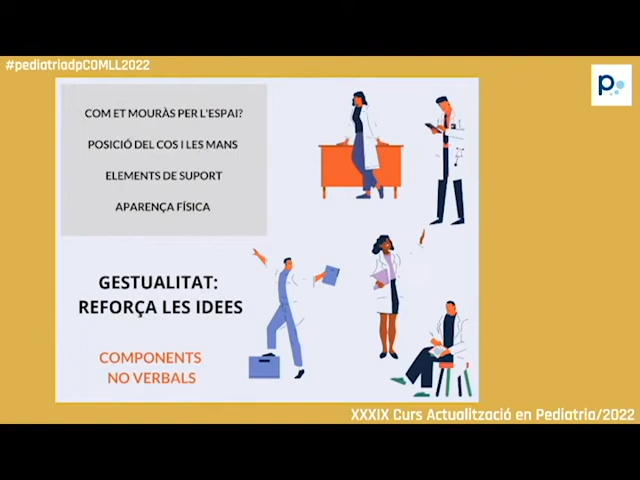 #pediatriadpCOMLL2022
p
COM ET MOURÀS PER L'ESPAI?
POSICIÓ DEL COS I LES MANS
ELEMENTS DE SUPORT
APARENÇA FÍSICA
GESTUALITAT:
REFORÇA LES IDEES
COMPONENTS
NO VERBALS
XXXIX Curs Actualització en Pediatria/2022